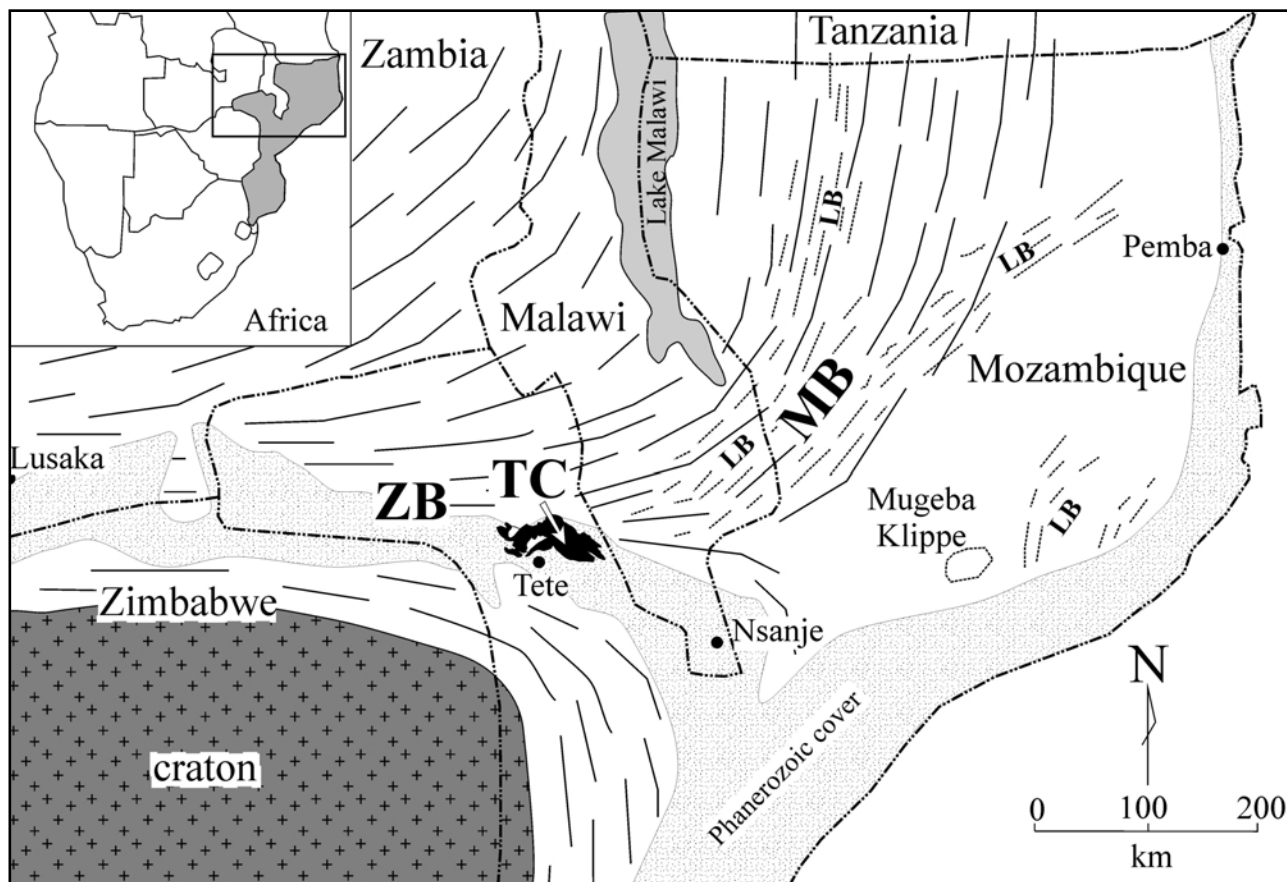 Zambia
Tanzania
Africa
Lake Malawi
LB
LB
Pemba
Malawi
Mozambique
MB
LB
Lusaka
ZB
TC
Mugeba
Klippe
LB
Tete
Zimbabwe
Nsanje
N
craton
Phanerozoic cover
0 100 200
km